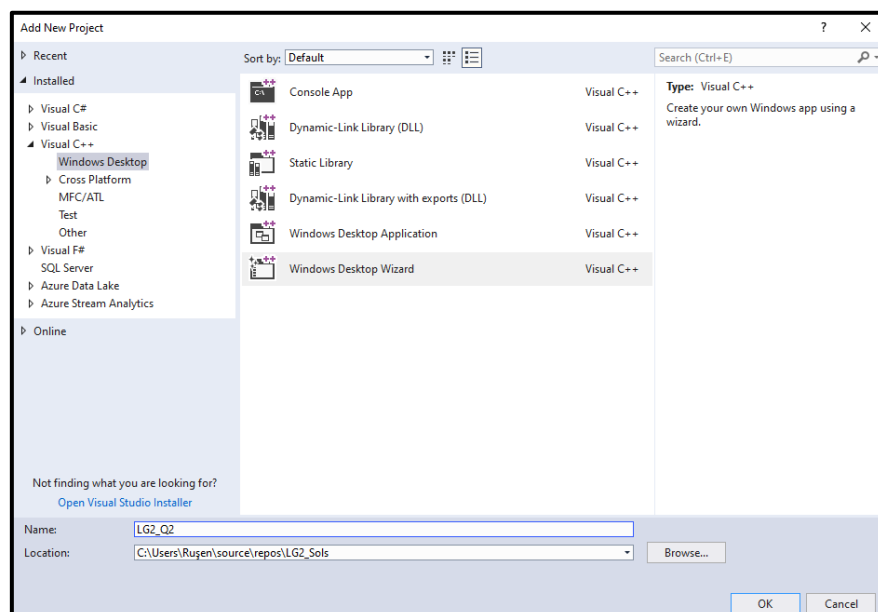 Add New Project
Recent
Installed
Visual C#
Visual Basic
Visual C++
Windows Desktop
Cross Platform
MFC/ATL
Test
Other
Visual F#
SQL Server
Azure Data Lake
Azure Stream Analytics
Online
Not finding what you are looking for?
Open Visual Studio Installer
Sort by: Default
Console App Visual C++
Dynamic-Link Library (DLL) Visual C++
Static Library Visual C++
Dynamic-Link Library with exports (DLL) Visual C++
Windows Desktop Application Visual C++
Windows Desktop Wizard Visual C++
Search (Ctrl+E)
Type: Visual C++
Create your own Windows app using a
wizard.
Name: LG2_Q2
Location: C:\Users\Ruşen\source\repos\LG2_Sols
Browse...
OK Cancel